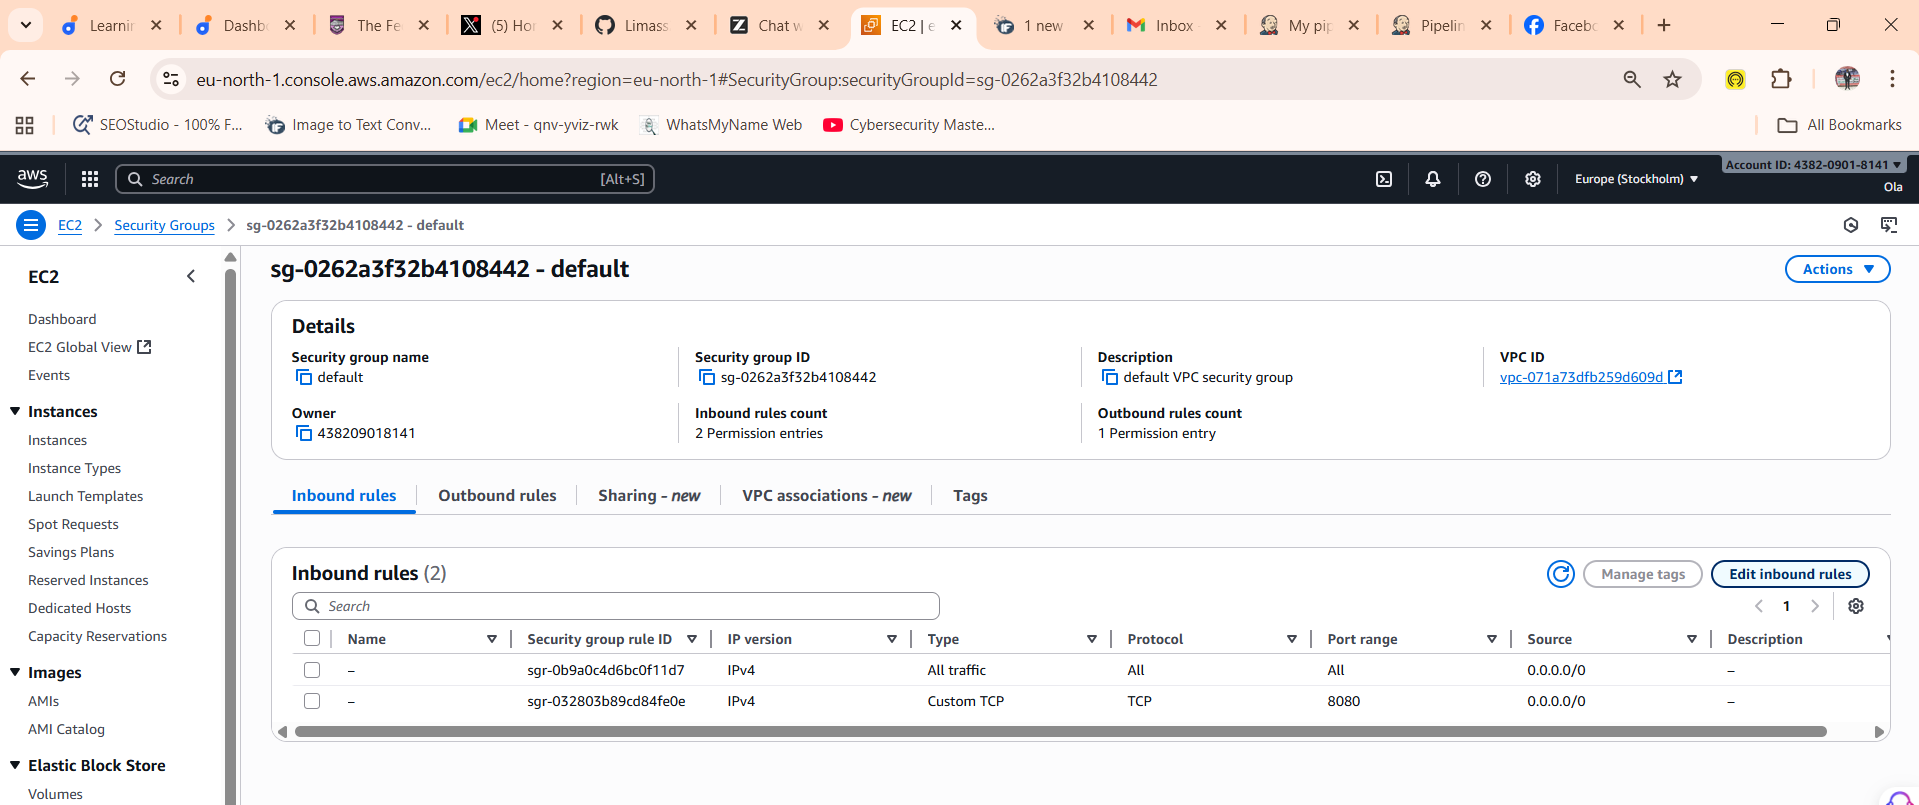 Learnir
Dashb
The Fe
(5) Hor
Limass
Chat w
EC2 | e
1 new
Inbox
My pip
Pipelin
Facebc
eu-north-1.console.aws.amazon.com/ec2/home?region=eu-north-1#SecurityGroup:securityGroupId=sg-0262a3f32b4108442
SEOStudio - 100% F...
Image to Text Conv...
Meet - qnv-yviz-rwk
WhatsMyName Web
Cybersecurity Maste...
All Bookmarks
aws
Search
[Alt+S]
Europe (Stockholm)
Account ID: 4382-0901-8141
Ola
EC2
Security Groups
sg-0262a3f32b4108442 - default
EC2
Dashboard
EC2 Global View
Events
Instances
Instances
Instance Types
Launch Templates
Spot Requests
Savings Plans
Reserved Instances
Dedicated Hosts
Capacity Reservations
Images
AMIs
AMI Catalog
Elastic Block Store
Volumes
sg-0262a3f32b4108442 - default
Actions
Details
Security group name
default
Security group ID
sg-0262a3f32b4108442
Description
default VPC security group
VPC ID
vpc-071a73dfb259d609d
Owner
438209018141
Inbound rules count
2 Permission entries
Outbound rules count
1 Permission entry
Inbound rules
Outbound rules
Sharing - new
VPC associations - new
Tags
Inbound rules (2)
Manage tags
Edit inbound rules
Search
1
Name Security group rule ID IP version Type Protocol Port range Source Description
– sgr-0b9a0c4d6bc0f11d7 IPv4 All traffic All All 0.0.0.0/0 –
– sgr-032803b89cd84fe0e IPv4 Custom TCP TCP 8080 0.0.0.0/0 –